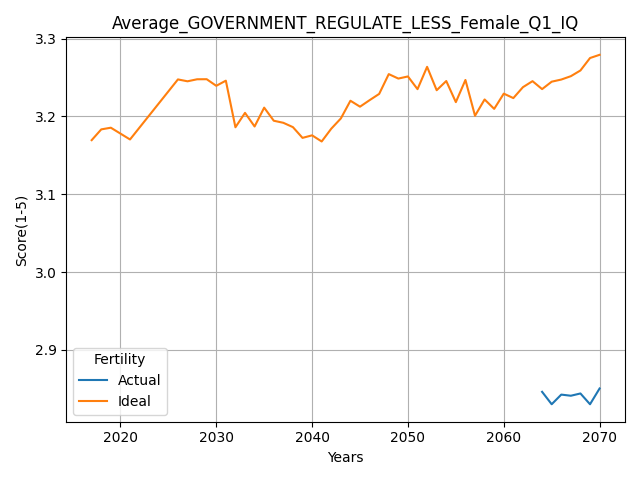 Average_GOVERNMENT_REGULATE_LESS_Female_Q1_IQ
3.3
3.2
3.1
3.0
2.9
Score(1-5)
Fertility
Actual
Ideal
2020 2030 2040 2050 2060 2070
Years